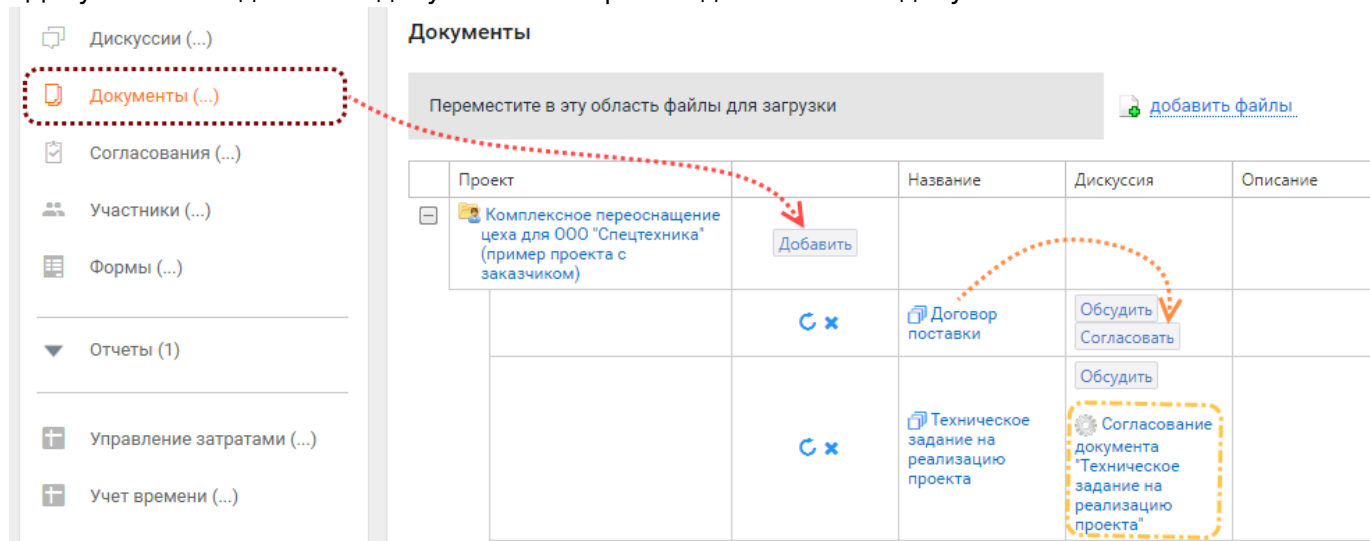 Дискуссии (...)
Документы (...)
Согласования (...)
Участники (...)
Формы (...)
Отчеты (1)
Управление затратами (...)
Учет времени (...)
Документы
Переместите в эту область файлы для загрузки
добавить файлы
Проект
Название
Дискуссия
Описание
Комплексное переоснащение
цеха для ООО "Спецтехника"
(пример проекта с
заказчиком)
Добавить
Договор
поставки
Обсудить
Согласовать
Техническое
задание на
реализацию
проекта
Обсудить
Согласование
документа
"Техническое
задание на
реализацию
проекта"